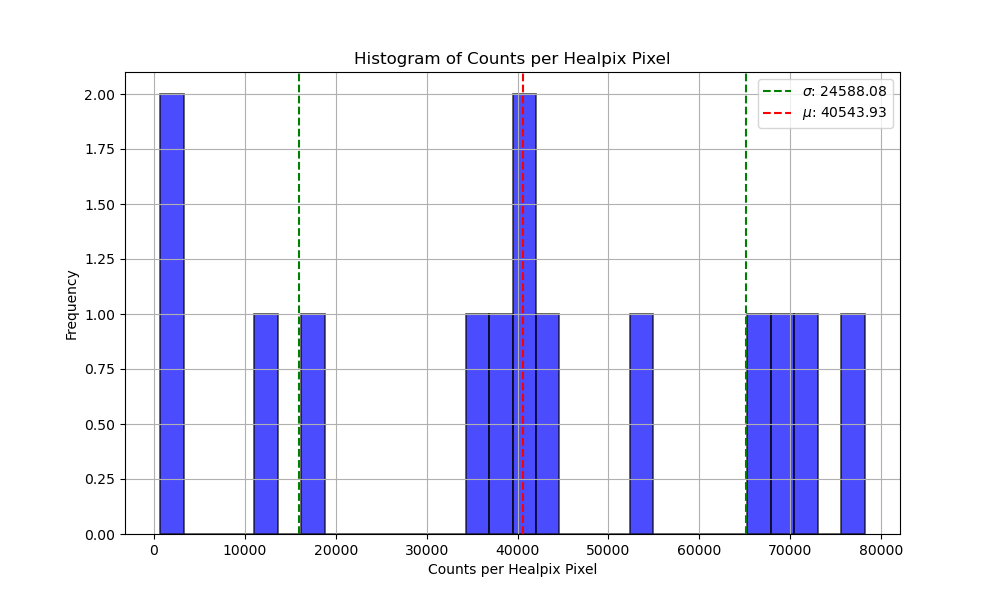 Histogram of Counts per Healpix Pixel
σ: 24588.08
μ: 40543.93
Frequency
2.00
1.75
1.50
1.25
1.00
0.75
0.50
0.25
0.00
0 10000 20000 30000 40000 50000 60000 70000 80000
Counts per Healpix Pixel